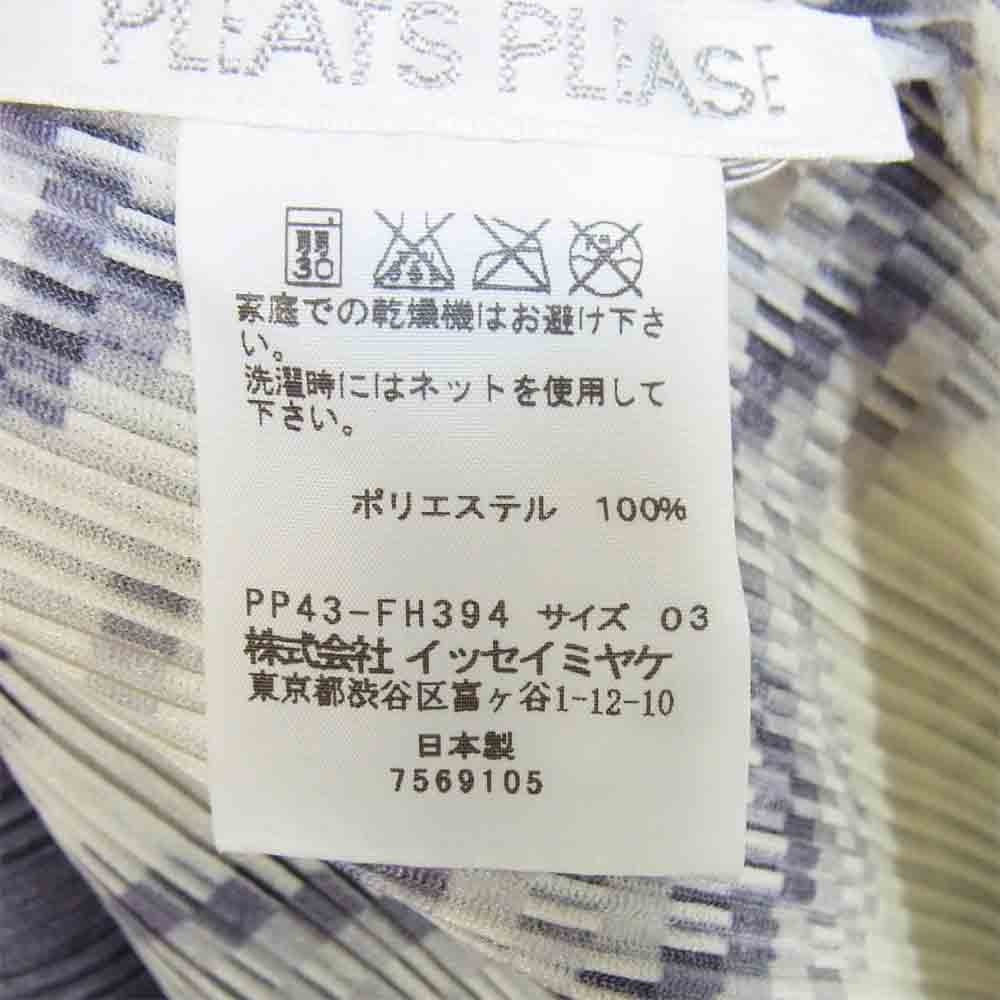 PLEATS PLEASE
弱
30
家庭での乾燥機はお避け下さ
い。
洗濯時にはネットを使用して
下さい。
ポリエステル 100%
PP43-FH394 サイズ 03
株式会社 イッセイミヤケ
東京都渋谷区富ヶ谷1-12-10
日本製
7569105